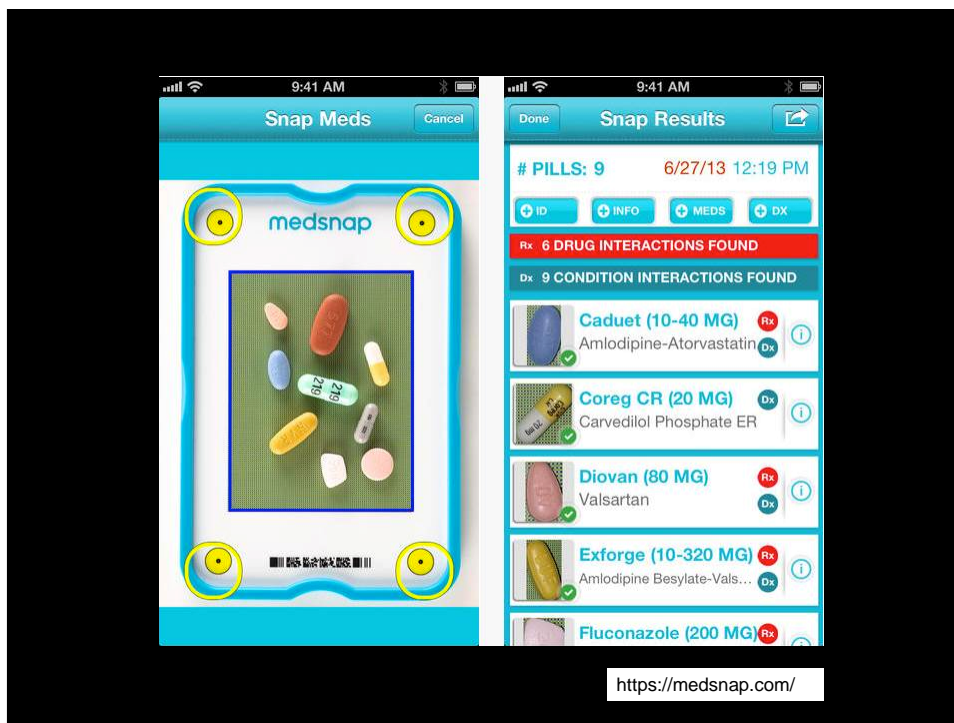 9:41 AM
Snap Meds
Cancel
medsnap
219
219
9:41 AM
Done
Snap Results
# PILLS: 9
6/27/13 12:19 PM
ID
INFO
MEDS
DX
Rx 6 DRUG INTERACTIONS FOUND
Dx 9 CONDITION INTERACTIONS FOUND
Caduet (10-40 MG)
Rx
Amlodipine-Atorvastatin
Dx
Coreg CR (20 MG)
Dx
Carvedilol Phosphate ER
20 mg
Diovan (80 MG)
Rx
Valsartan
Dx
Exforge (10-320 MG)
Rx
Amlodipine Besylate-Vals...
Dx
Fluconazole (200 MG)
Rx
https://medsnap.com/